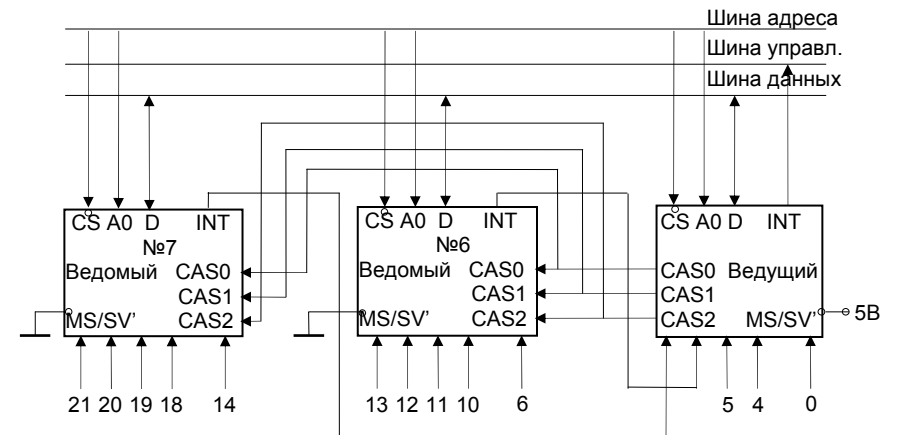 Шина адреса
Шина управл.
Шина данных
CS A0 D INT
№7
Ведомый CAS0
CAS1
MS/SV' CAS2
21 20 19 18 14
CS A0 D INT
№6
Ведомый CAS0
CAS1
MS/SV' CAS2
13 12 11 10 6
CS A0 D INT
CAS0 Ведущий
CAS1
CAS2 MS/SV'
5В
5 4 0